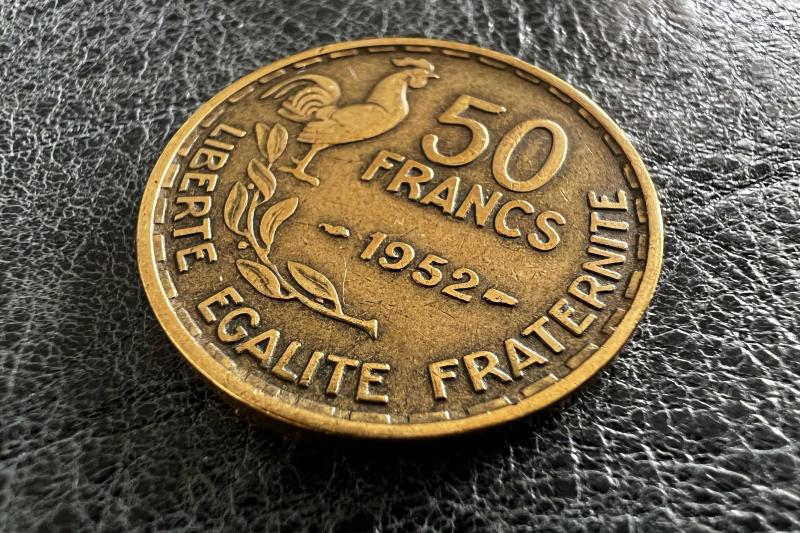 50
FRANCS
1952
LIBERTE EGALITE FRATERNITE